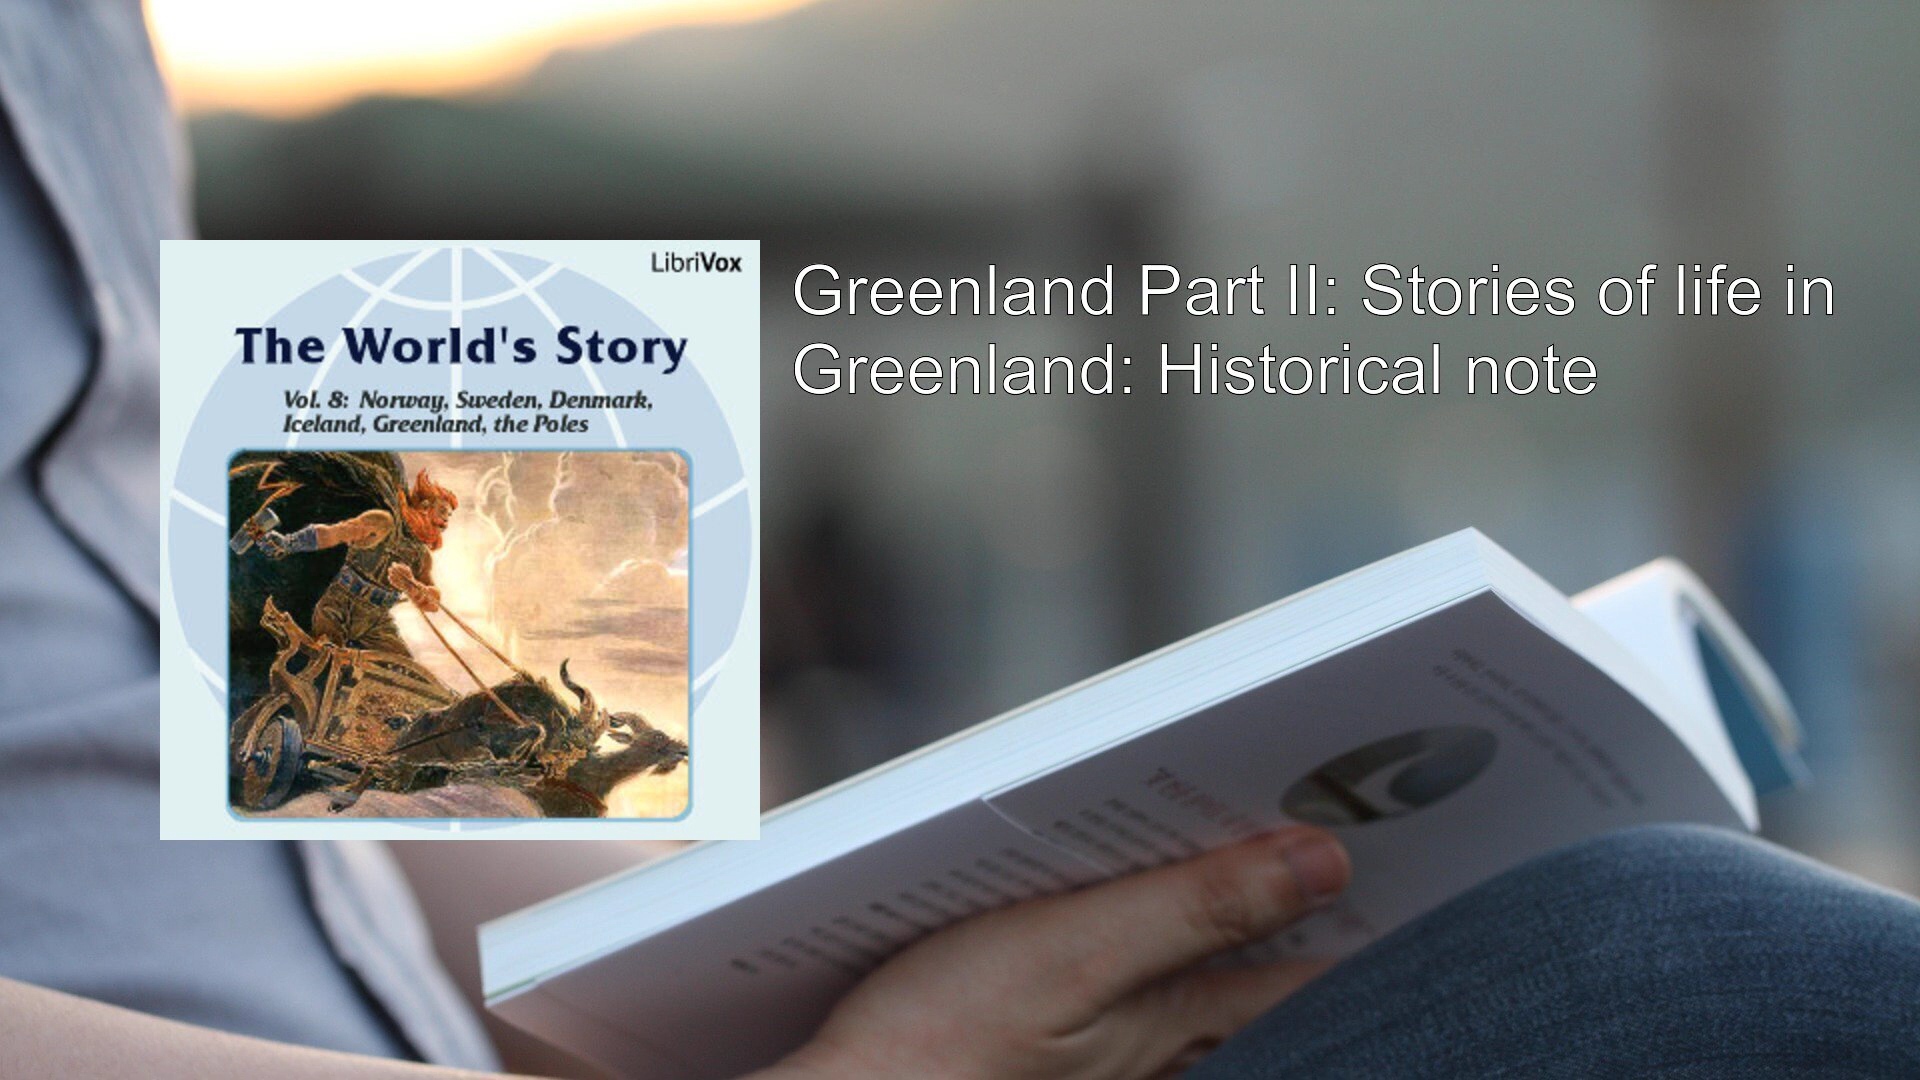 LibriVox
The World's Story
Vol. 8: Norway, Sweden, Denmark,
Iceland, Greenland, the Poles
Greenland Part II: Stories of life in
Greenland: Historical note